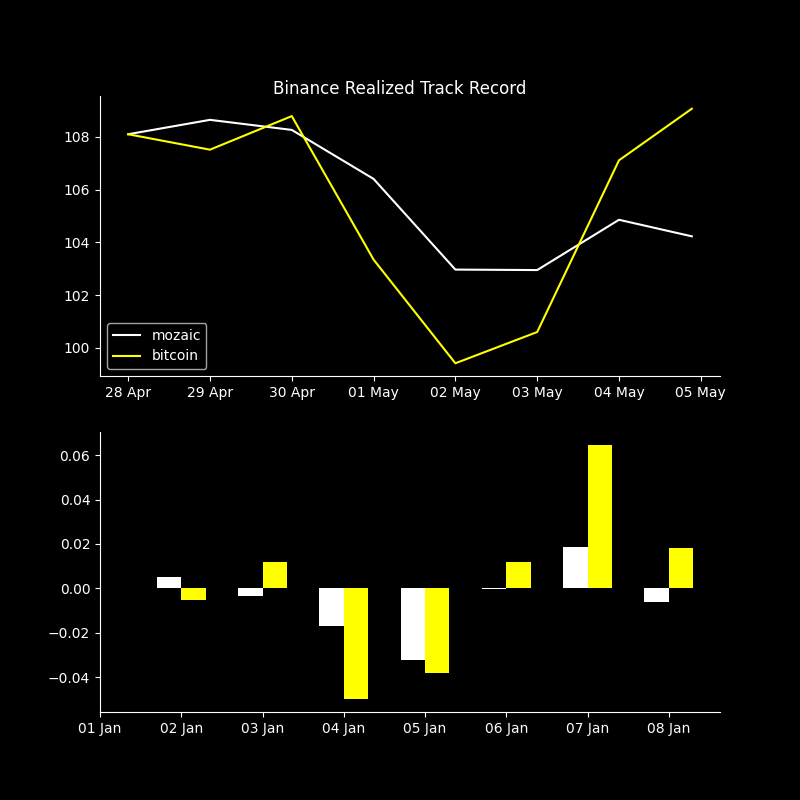 Binance Realized Track Record
108
106
104
102
100
mozaic
bitcoin
28 Apr 29 Apr 30 Apr 01 May 02 May 03 May 04 May 05 May
0.06
0.04
0.02
0.00
−0.02
−0.04
01 Jan 02 Jan 03 Jan 04 Jan 05 Jan 06 Jan 07 Jan 08 Jan